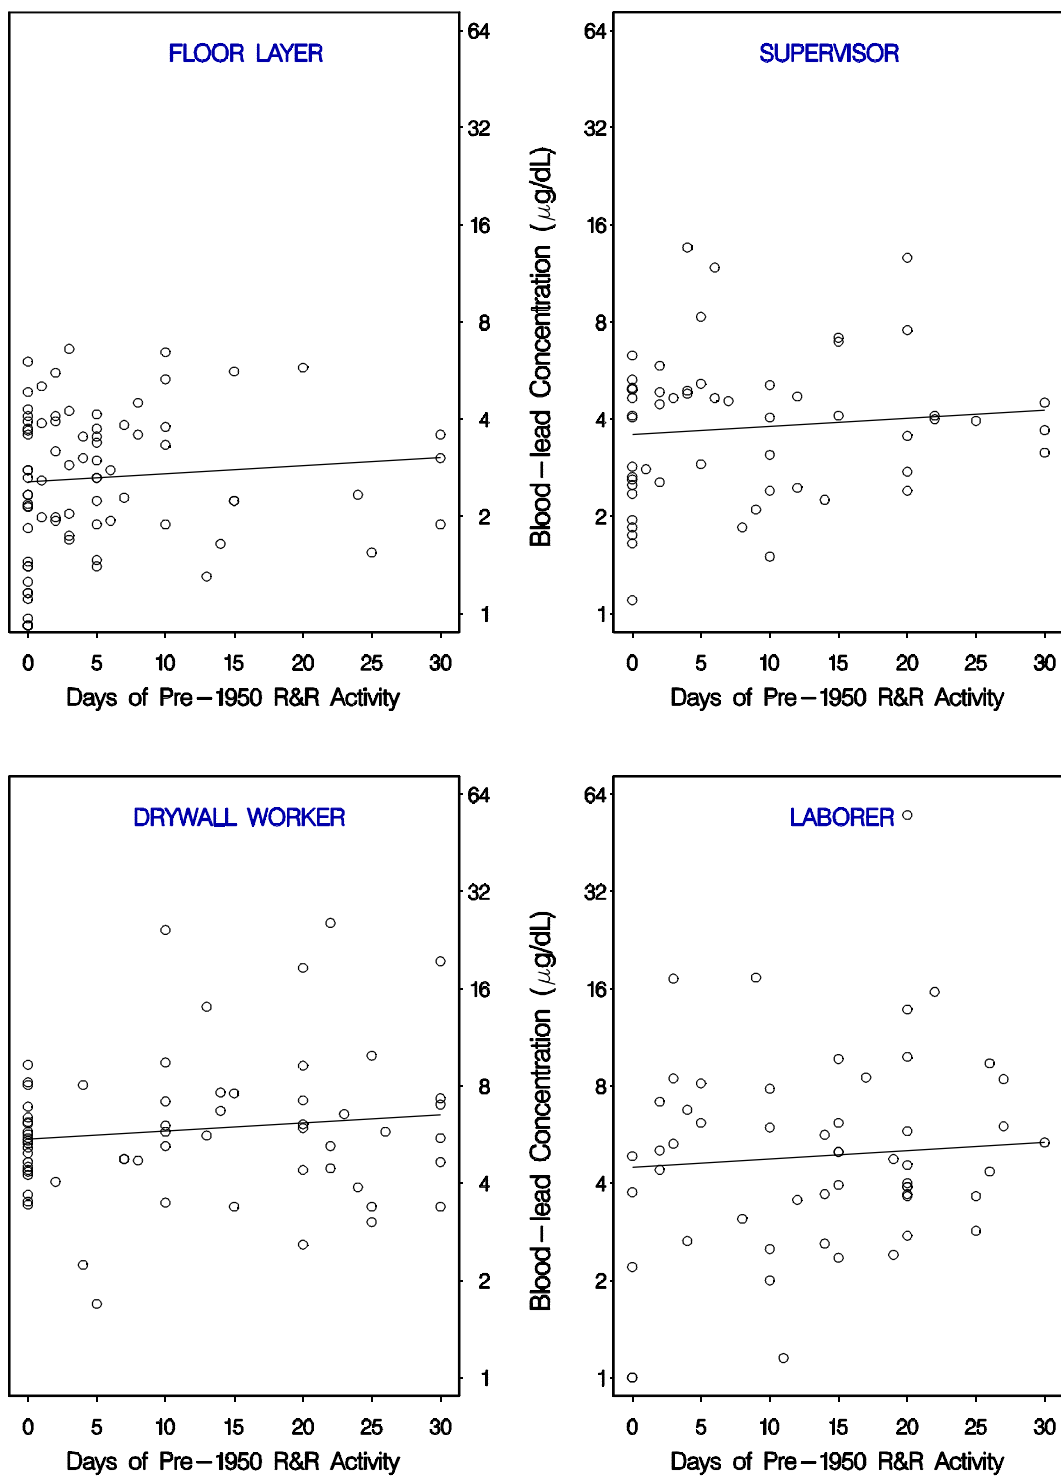 FLOOR LAYER
64
32
16
8
4
2
1
0 5 10 15 20 25 30
Days of Pre-1950 R&R Activity
Blood-lead Concentration (μg/dL)
SUPERVISOR
64
32
16
8
4
2
1
0 5 10 15 20 25 30
Days of Pre-1950 R&R Activity
DRYWALL WORKER
64
32
16
8
4
2
1
0 5 10 15 20 25 30
Days of Pre-1950 R&R Activity
Blood-lead Concentration (μg/dL)
LABORER
64
32
16
8
4
2
1
0 5 10 15 20 25 30
Days of Pre-1950 R&R Activity